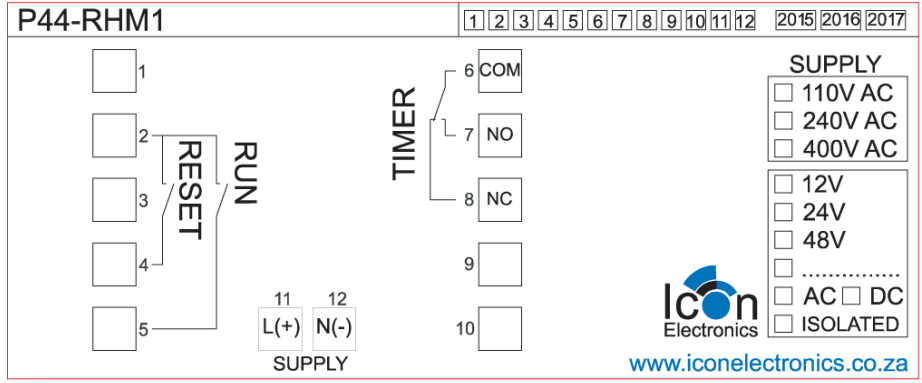 P44-RHM1 1 2 3 4 5 6 7 8 9 10 11 12 2015 2016 2017
1
2
3
4
5
RESET
RUN
11 12
L(+) N(-)
SUPPLY
TIMER
6 COM
7 NO
8 NC
9
10
SUPPLY
110V AC
240V AC
400V AC
12V
24V
48V
................
AC DC
ISOLATED
Icon
Electronics
www.iconelectronics.co.za